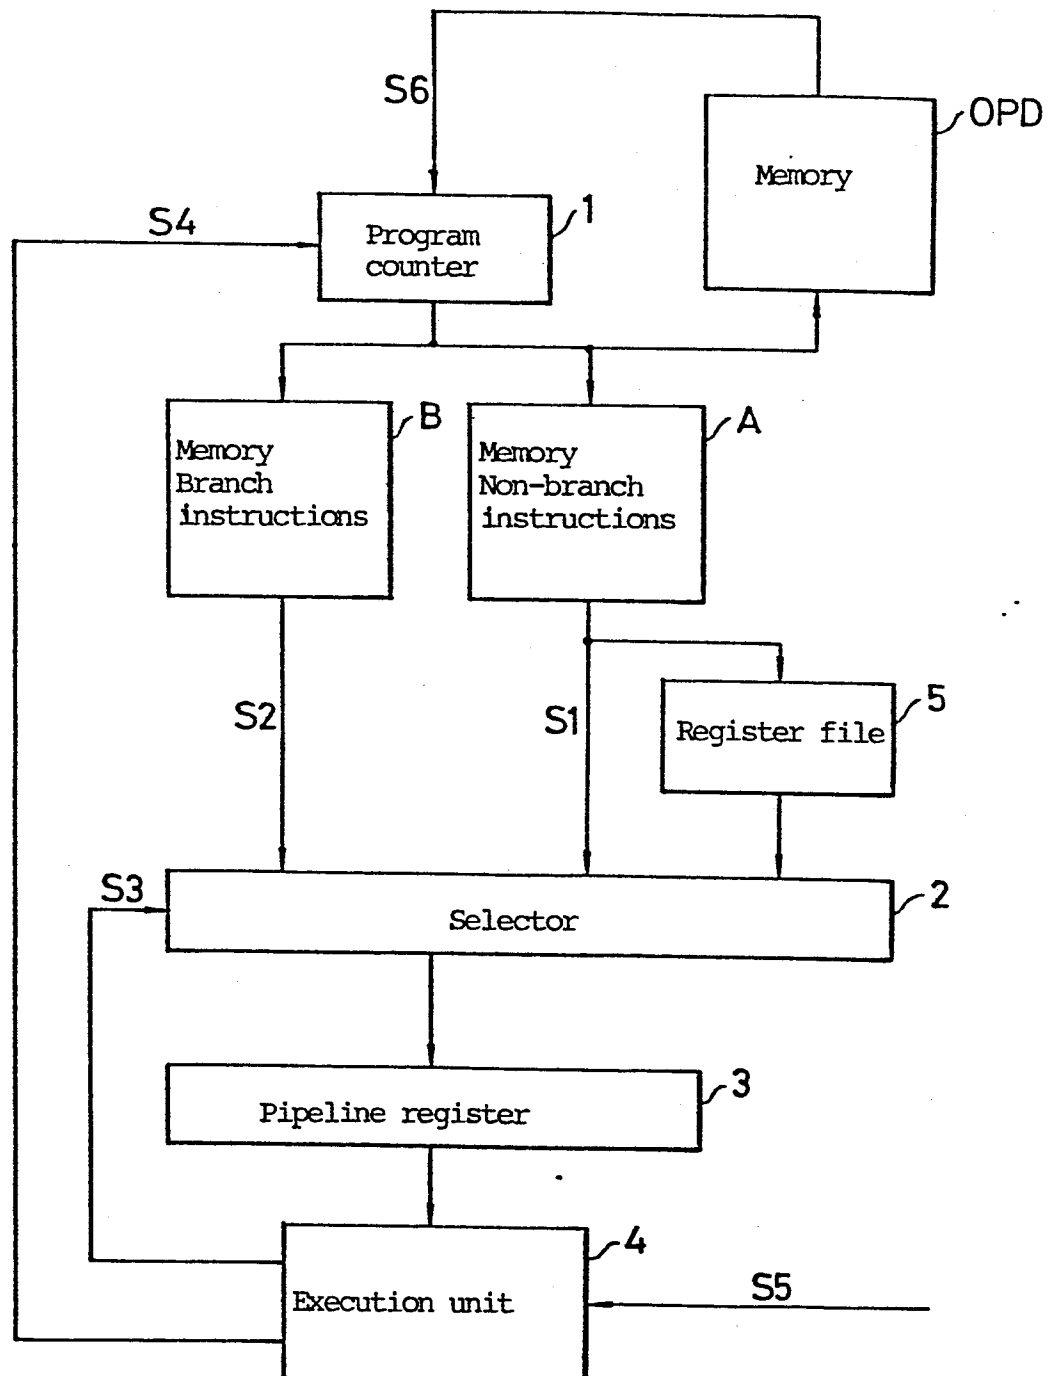 S6
OPD
Memory
S4
1
Program
counter
B
A
Memory
Branch
instructions
Memory
Non-branch
instructions
5
S2
S1
Register file
S3
2
Selector
3
Pipeline register
4
S5
Execution unit